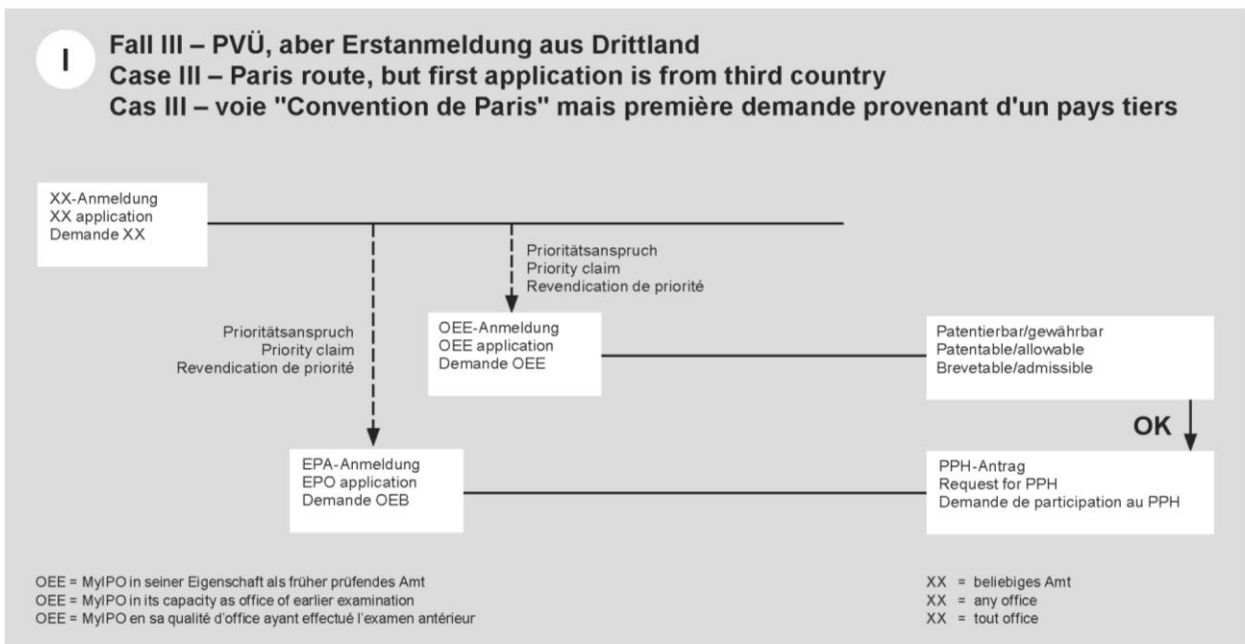 I
Fall III – PVÜ, aber Erstanmeldung aus Drittland
Case III – Paris route, but first application is from third country
Cas III – voie "Convention de Paris" mais première demande provenant d'un pays tiers
XX-Anmeldung
XX application
Demande XX
Prioritätsanspruch
Priority claim
Revendication de priorité
Prioritätsanspruch
Priority claim
Revendication de priorité
OEE-Anmeldung
OEE application
Demande OEE
Patentierbar/gewährbar
Patentable/allowable
Brevetable/admissible
OK
EPA-Anmeldung
EPO application
Demande OEB
PPH-Antrag
Request for PPH
Demande de participation au PPH
OEE = MyIPO in seiner Eigenschaft als früher prüfendes Amt
OEE = MyIPO in its capacity as office of earlier examination
OEE = MyIPO en sa qualité d'office ayant effectué l'examen antérieur
XX = beliebiges Amt
XX = any office
XX = tout office